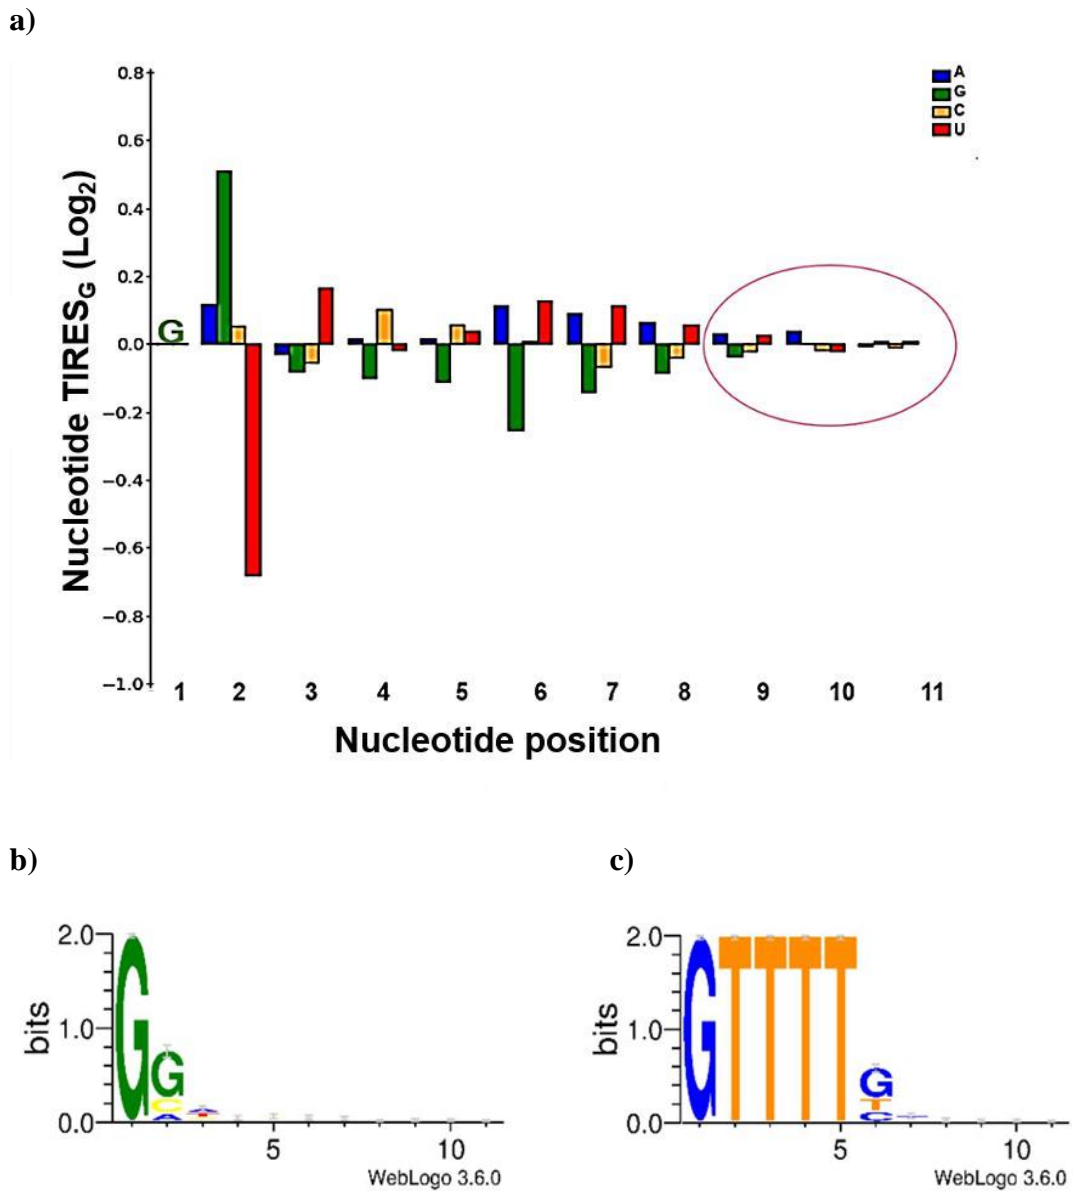 a)
0.8
0.6
0.4
0.2
0.0
−0.2
−0.4
−0.6
−0.8
−1.0
Nucleotide TIRES_G (Log_2)
A
G
C
U
G
1 2 3 4 5 6 7 8 9 10 11
Nucleotide position
b)
c)
2.0
1.0
0.0
bits
G
G
C
A
5 10
WebLogo 3.6.0
2.0
1.0
0.0
bits
GTTTT
G
T
C
5 10
WebLogo 3.6.0